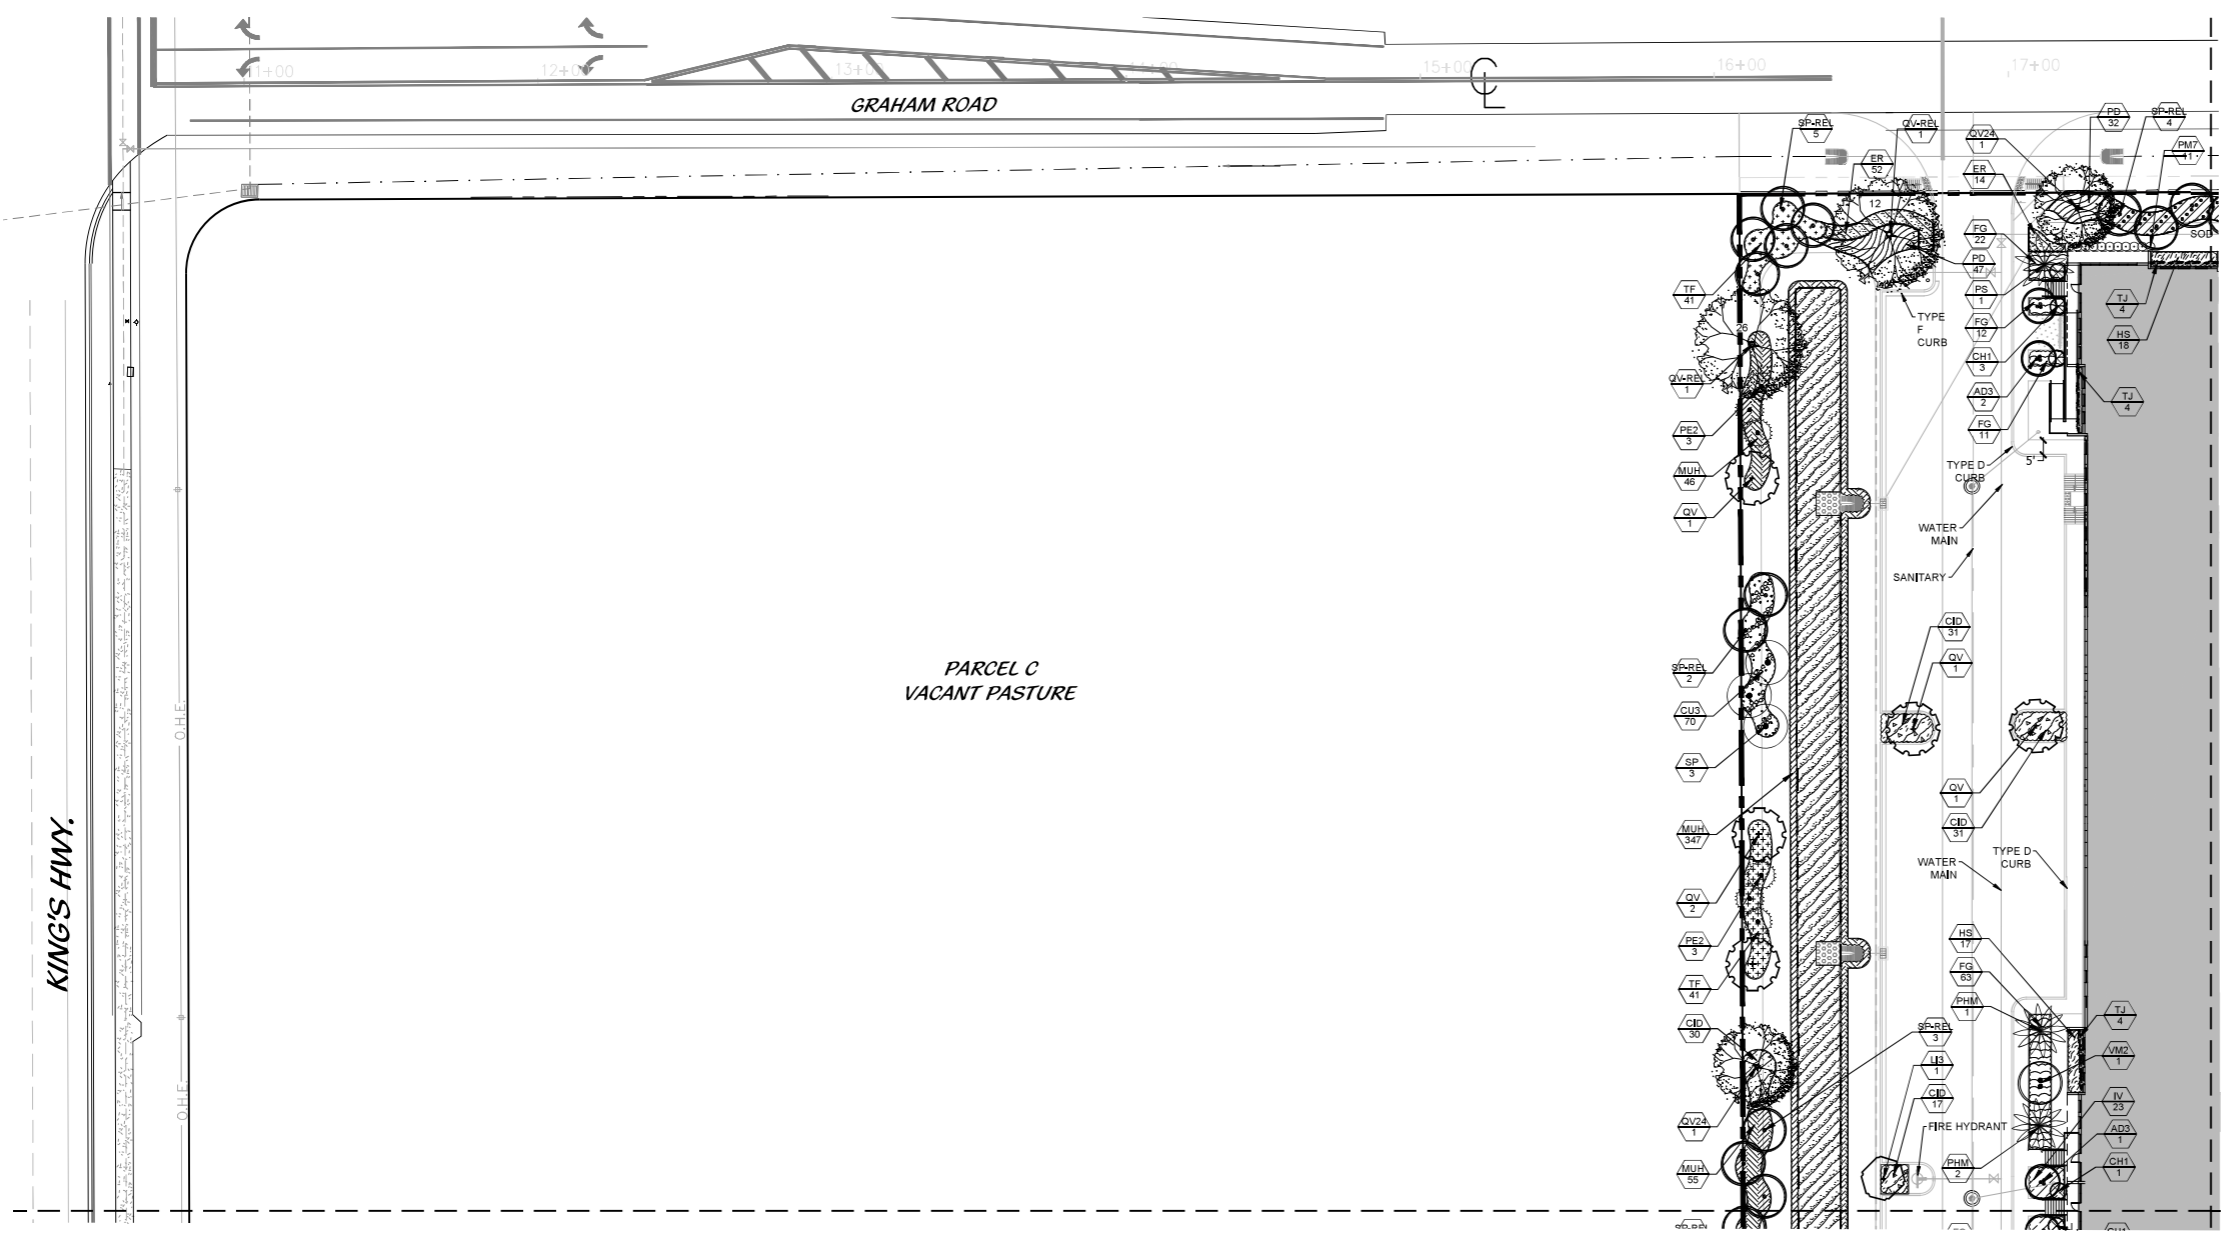 11+00
12+00
13+00
14+00
15+00
16+00
17+00
GRAHAM ROAD
CL
SP-REL
5
QV-REL
1
QV24
1
PD
32
SP-REL
4
PM7
ER
52
ER
14
12
SOD
FG
22
PD
47
TF
41
PS
1
TJ
4
26
TYPE
F
CURB
FG
12
HS
18
CH1
3
QV-REL
1
AD3
2
TJ
4
PE2
3
FG
11
5'
MUH
46
TYPE D
CURB
QV
1
WATER
MAIN
SANITARY
CID
31
QV
1
PARCEL C
VACANT PASTURE
SP-REL
2
CU3
70
O.H.E.
SP
3
QV
1
MUH
347
CID
31
KING'S HWY.
WATER
MAIN
TYPE D
CURB
QV
2
PE2
3
HS
17
FG
63
TF
41
PHM
1
CID
30
SP-REL
3
TJ
4
VM2
1
LI3
1
O.H.E.
CID
17
IV
23
QV24
1
FIRE HYDRANT
AD3
1
MUH
55
PHM
2
CH1
1
SP-REL
CH1